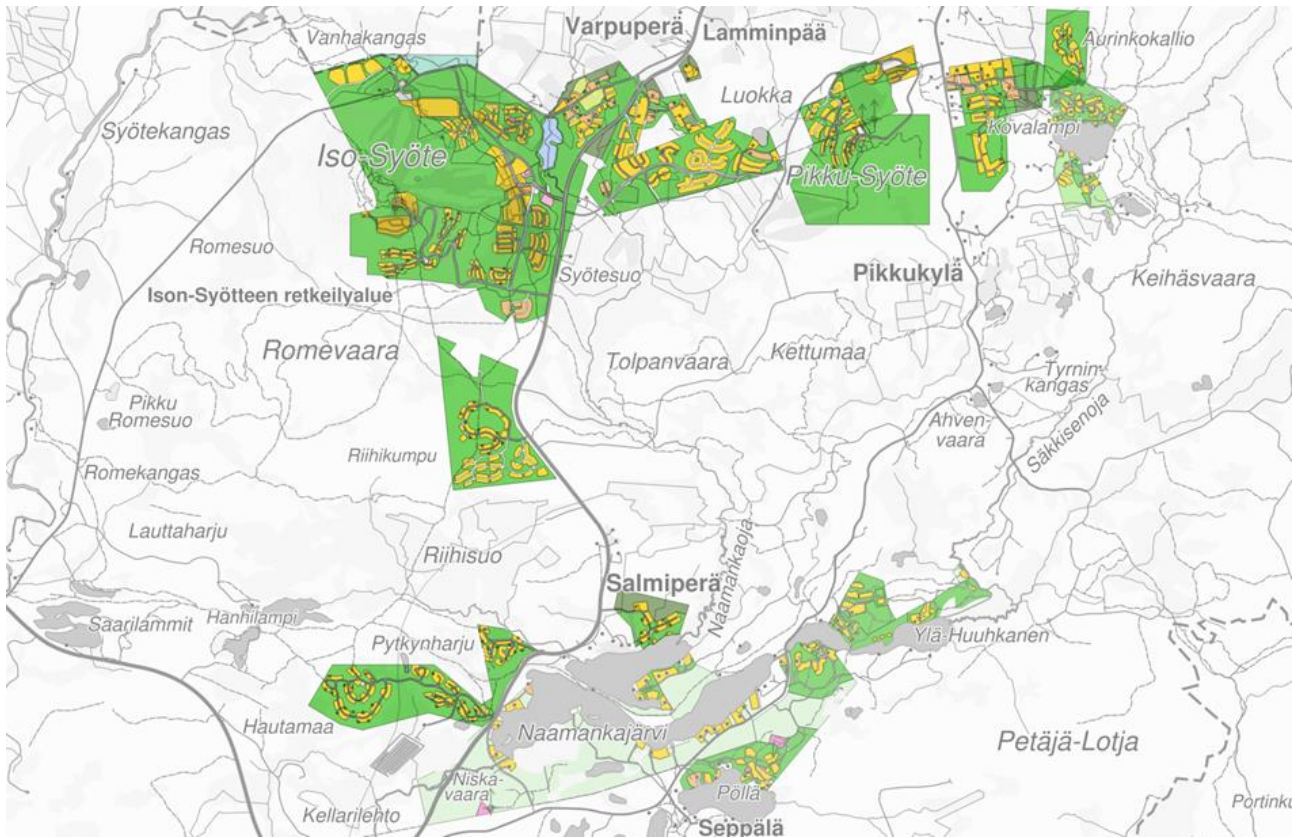 Varpuperä
Lamminpää
Vanhakangas
Aurinkokallio
Luokka
Syötekangas
Kovalampi
Iso-Syöte
Pikku-Syöte
Romesuo
Syötesuo
Pikkukylä
Keihäsvaara
Ison-Syötteen retkeilyalue
Romevaara
Tolpanvaara
Kettumaa
Tyrnin-
kangas
Pikku
Romesuo
Ahven-
vaara
Säkkisenoja
Riihikumpu
Romekangas
Lauttaharju
Riihisuo
Naamankaoja
Salmiperä
Saarilammit
Hanhilampi
Pytkynharju
Ylä-Huuhkanen
Hautamaa
Naamankajärvi
Petäjä-Lotja
Niska-
vaara
Pöllä
Kellarilehto
Portinku
Seppälä